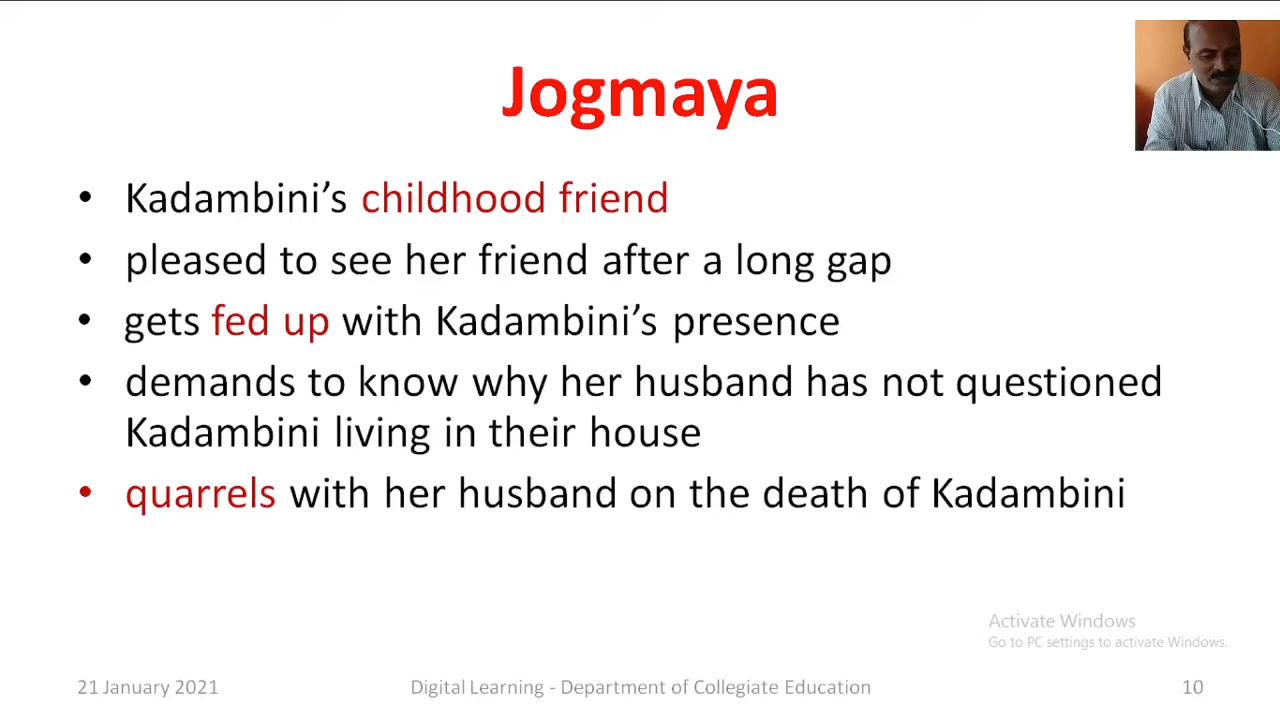 Jogmaya
• Kadambini’s childhood friend
• pleased to see her friend after a long gap
• gets fed up with Kadambini’s presence
• demands to know why her husband has not questioned
Kadambini living in their house
• quarrels with her husband on the death of Kadambini
Activate Windows
Go to PC settings to activate Windows.
21 January 2021
Digital Learning - Department of Collegiate Education
10